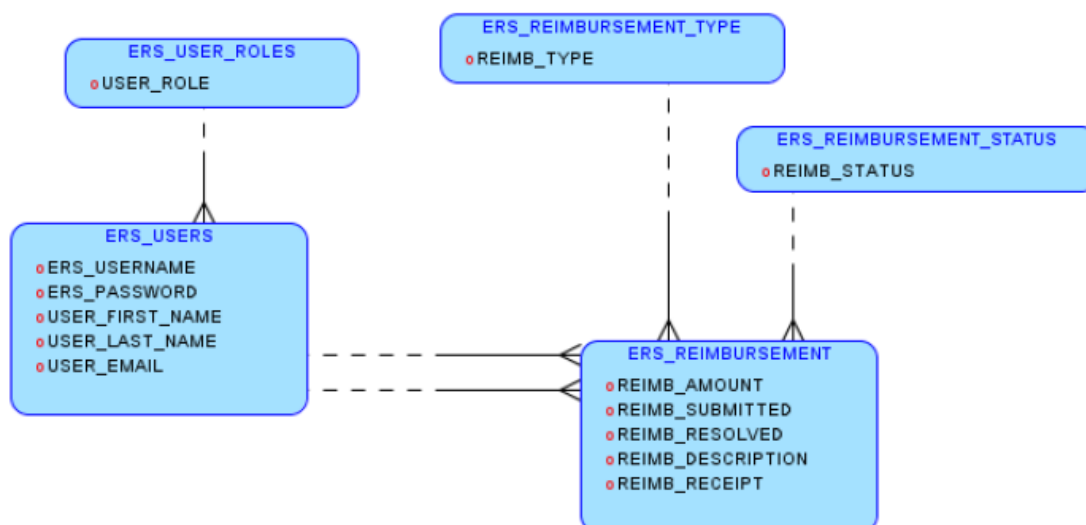 ERS_USER_ROLES
USER_ROLE
ERS_REIMBURSEMENT_TYPE
REIMB_TYPE
ERS_REIMBURSEMENT_STATUS
REIMB_STATUS
ERS_USERS
ERS_USERNAME
ERS_PASSWORD
USER_FIRST_NAME
USER_LAST_NAME
USER_EMAIL
ERS_REIMBURSEMENT
REIMB_AMOUNT
REIMB_SUBMITTED
REIMB_RESOLVED
REIMB_DESCRIPTION
REIMB_RECEIPT